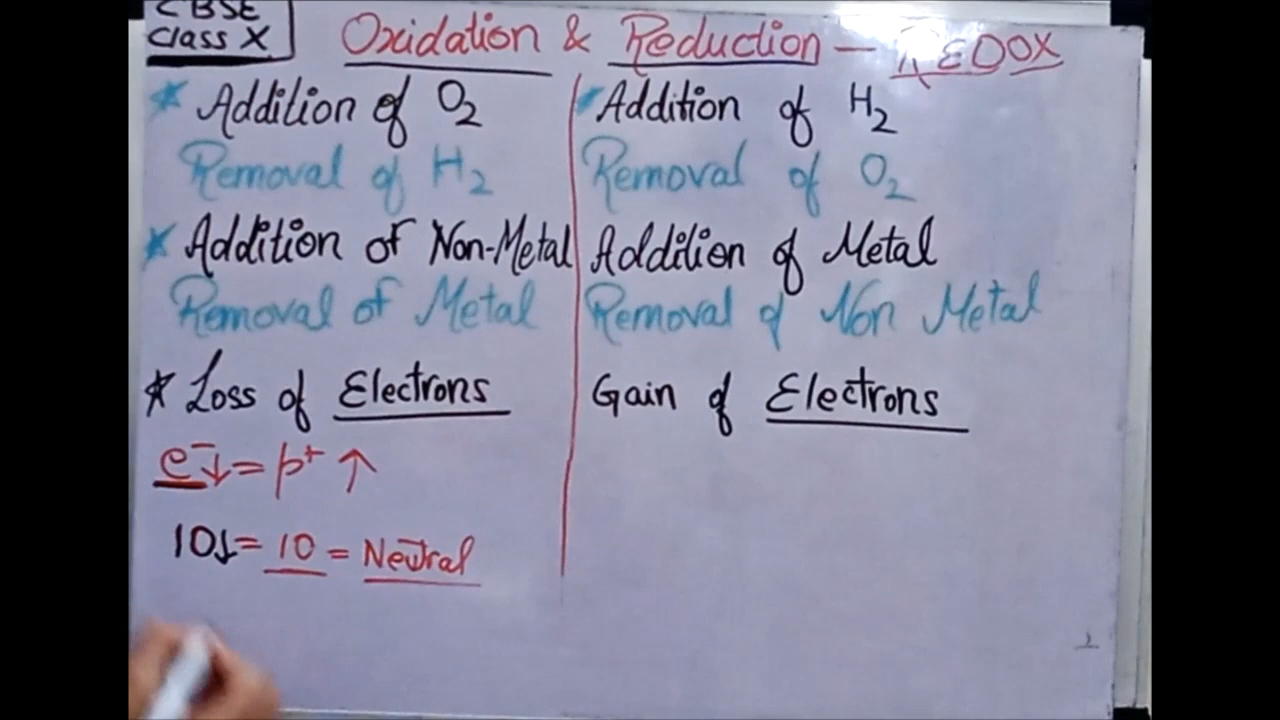 CBSE
Class X
Oxidation & Reduction — REDOX
* Addition of O2
Removal of H2
* Addition of Non-Metal
Removal of Metal
* Loss of Electrons
e-↓ = p+ ↑
10↓ = 10 = Neutral
* Addition of H2
Removal of O2
Addition of Metal
Removal of Non Metal
Gain of Electrons